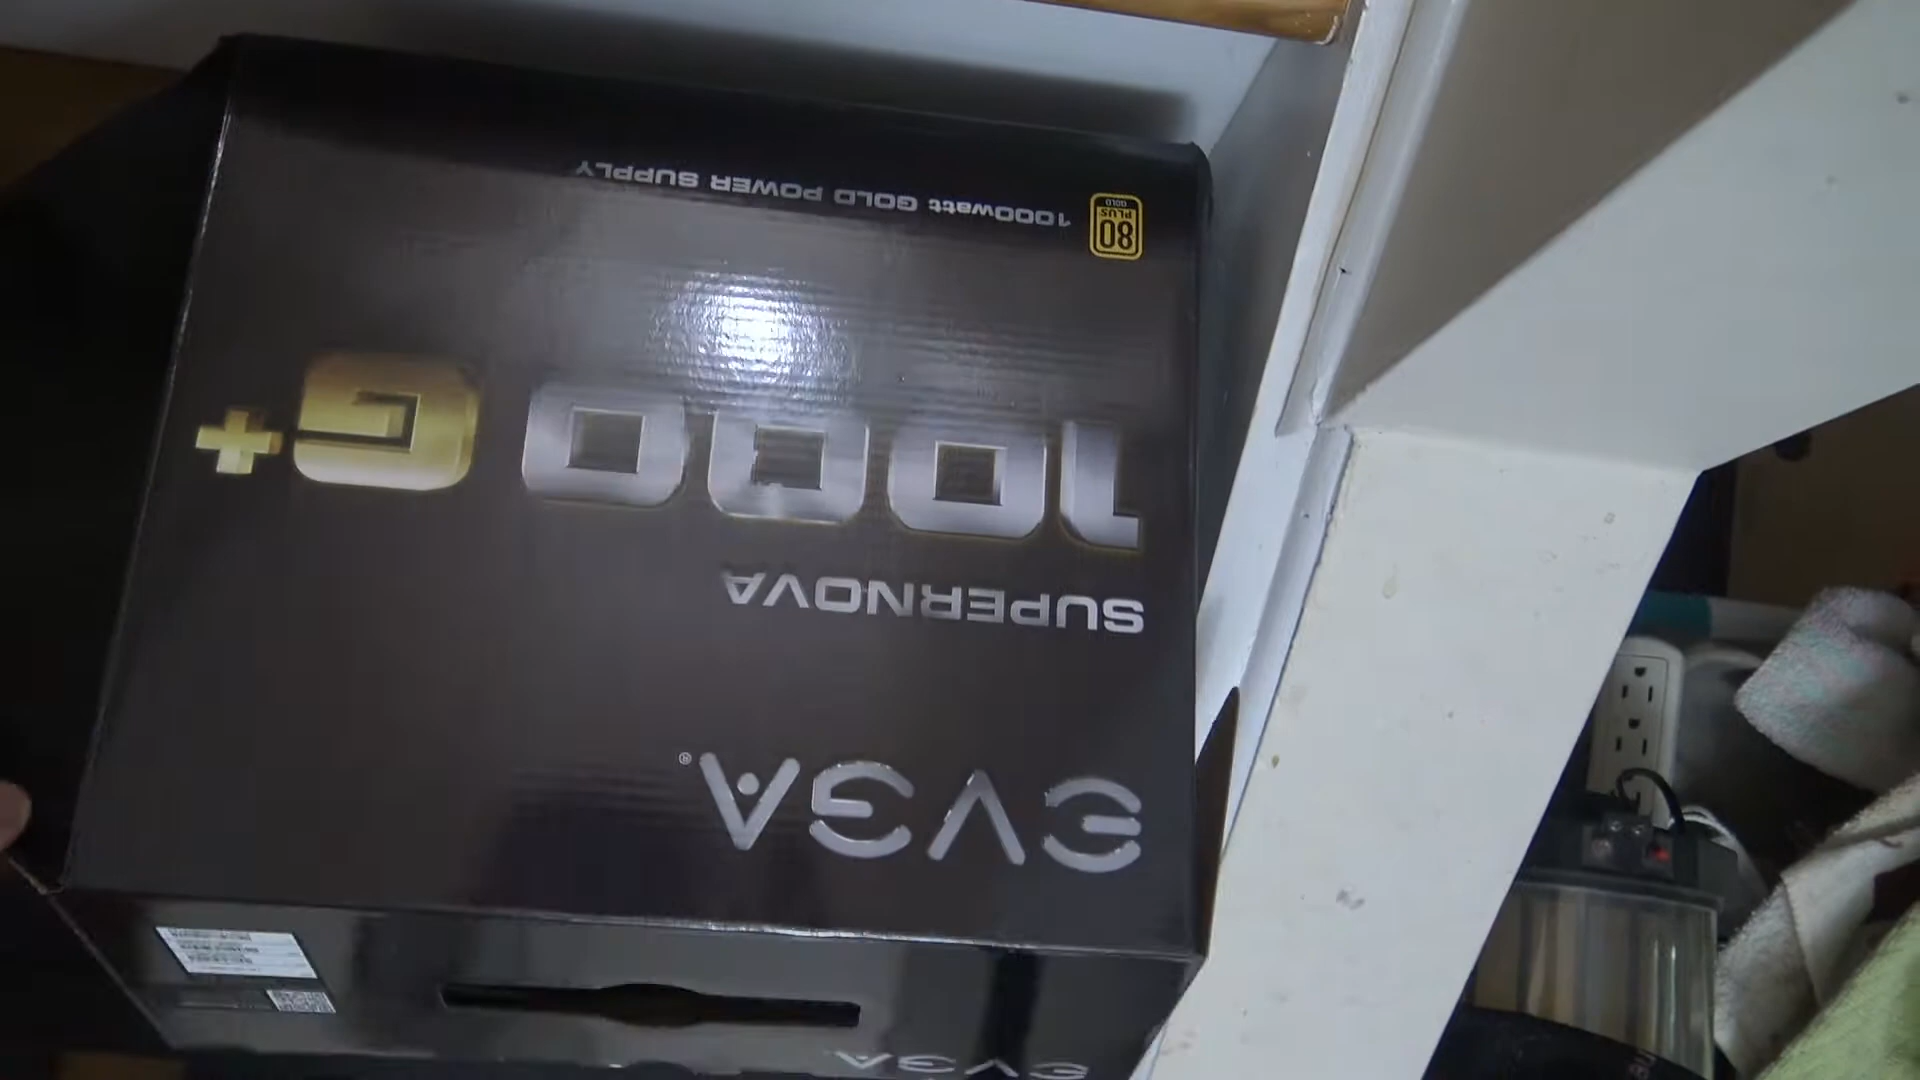 EVGA®
SUPERNOVA
1000 G+
80
PLUS
GOLD
1000watt GOLD POWER SUPPLY
EVGA